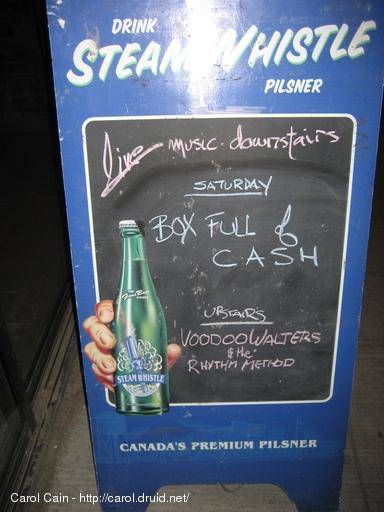 DRINK
STEAM WHISTLE
PILSNER
Live music downstairs
SATURDAY
BOX FULL of
CASH
UPSTAIRS
VOODOO WALTERS
& the
RHYTHM METHOD
STEAM WHISTLE
CANADA'S PREMIUM PILSNER
Carol Cain - http://carol.druid.net/